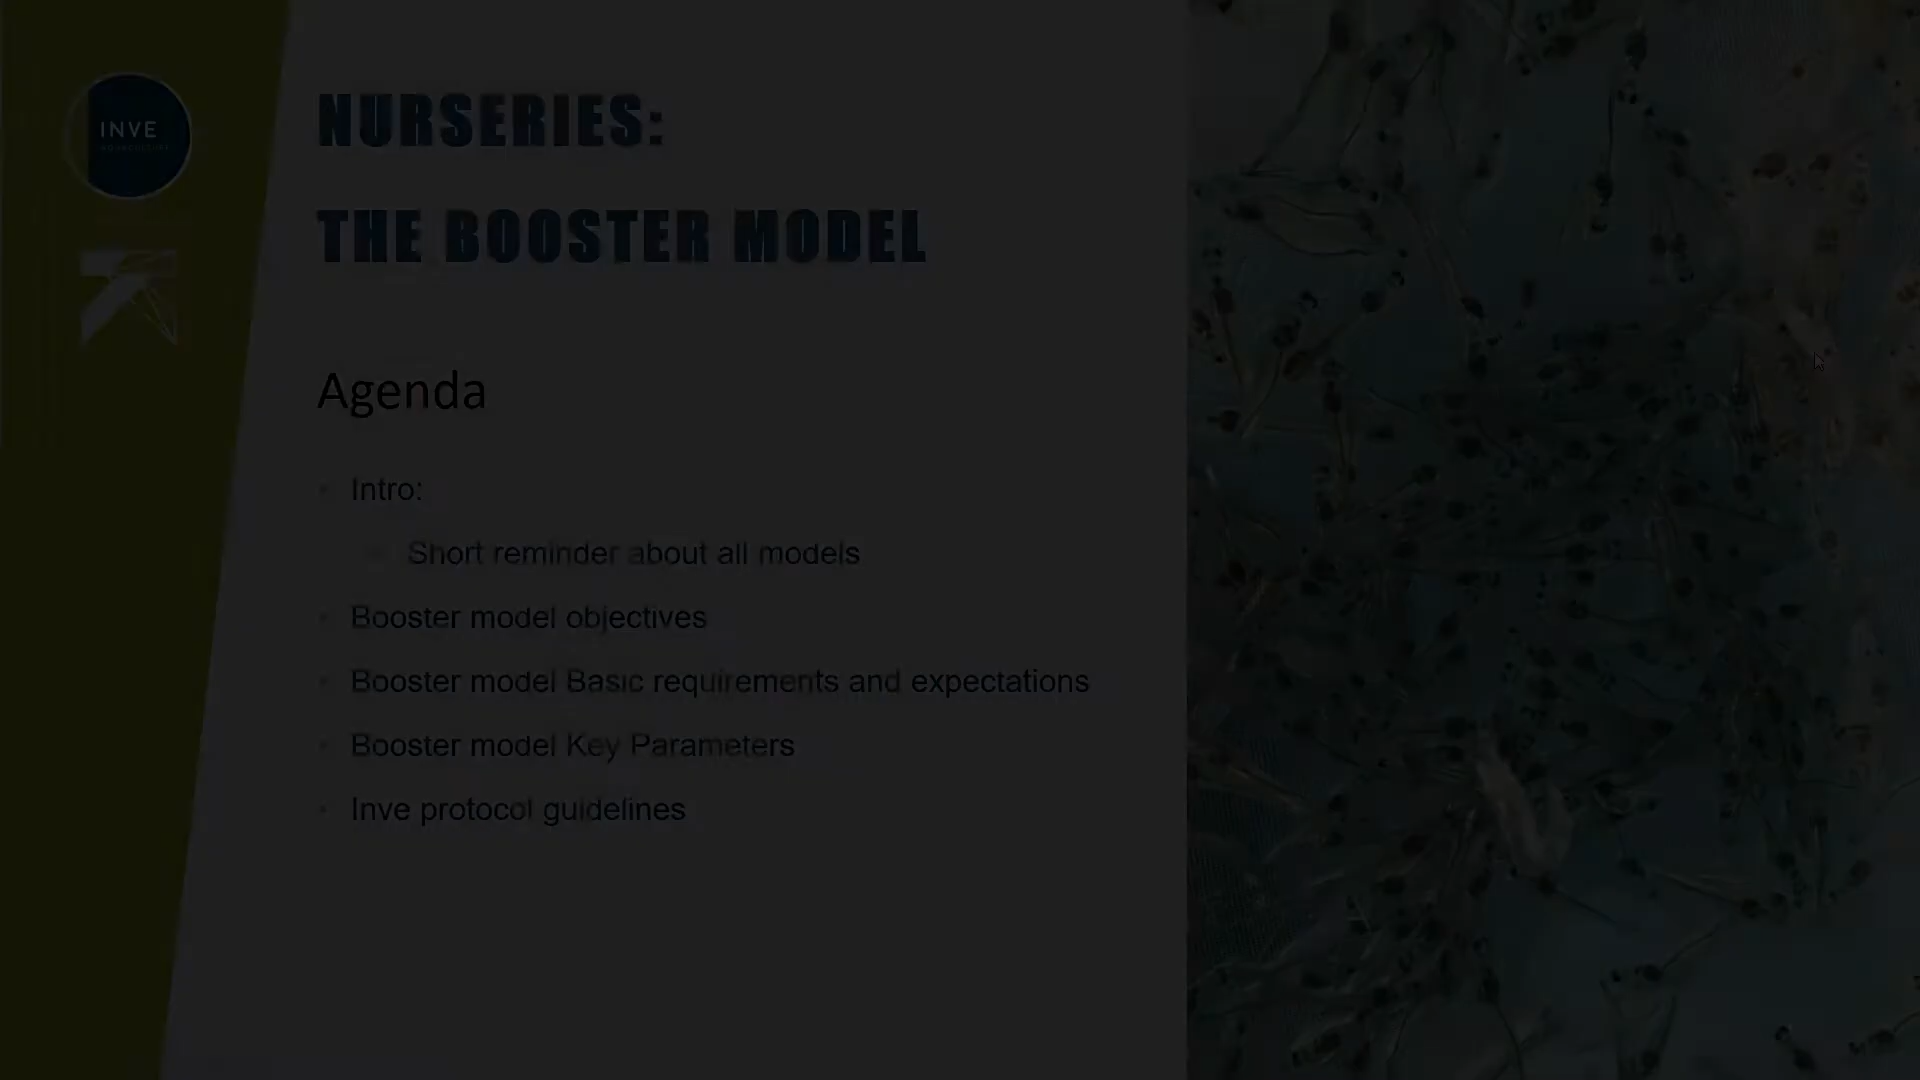 INVE
AQUACULTURE
NURSERIES:
THE BOOSTER MODEL
Agenda
Intro:
Short reminder about all models
Booster model objectives
Booster model Basic requirements and expectations
Booster model Key Parameters
Inve protocol guidelines